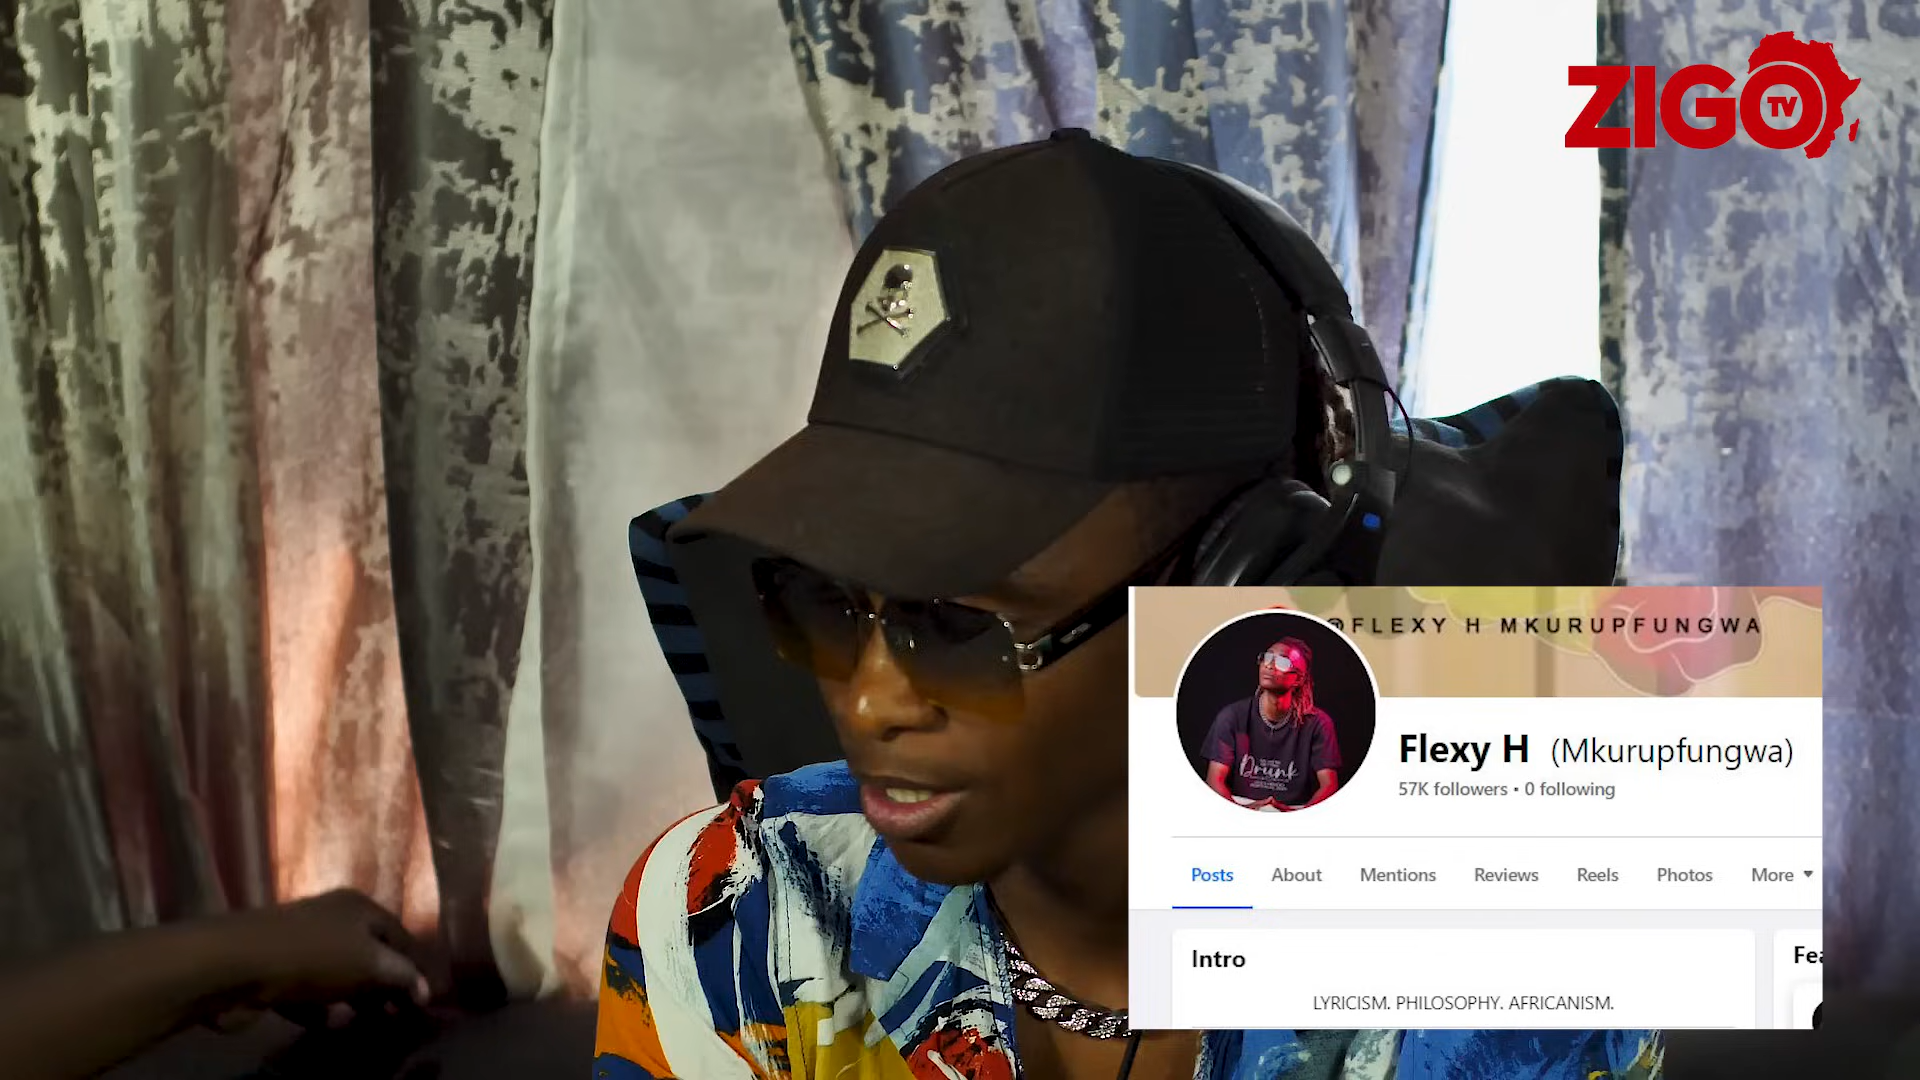 ZIGO
TV
@FLEXY H MKURUPFUNGWA
Drunk
Flexy H (Mkurupfungwa)
57K followers • 0 following
Posts About Mentions Reviews Reels Photos More
Intro
Fea
LYRICISM. PHILOSOPHY. AFRICANISM.